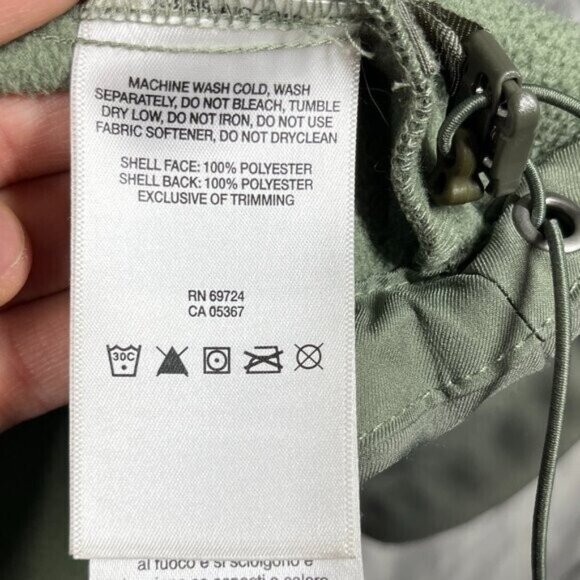 MACHINE WASH COLD, WASH
SEPARATELY, DO NOT BLEACH, TUMBLE
DRY LOW, DO NOT IRON, DO NOT USE
FABRIC SOFTENER, DO NOT DRYCLEAN
SHELL FACE: 100% POLYESTER
SHELL BACK: 100% POLYESTER
EXCLUSIVE OF TRIMMING
RN 69724
CA 05367
30C
al fuoco e si sciolgono e